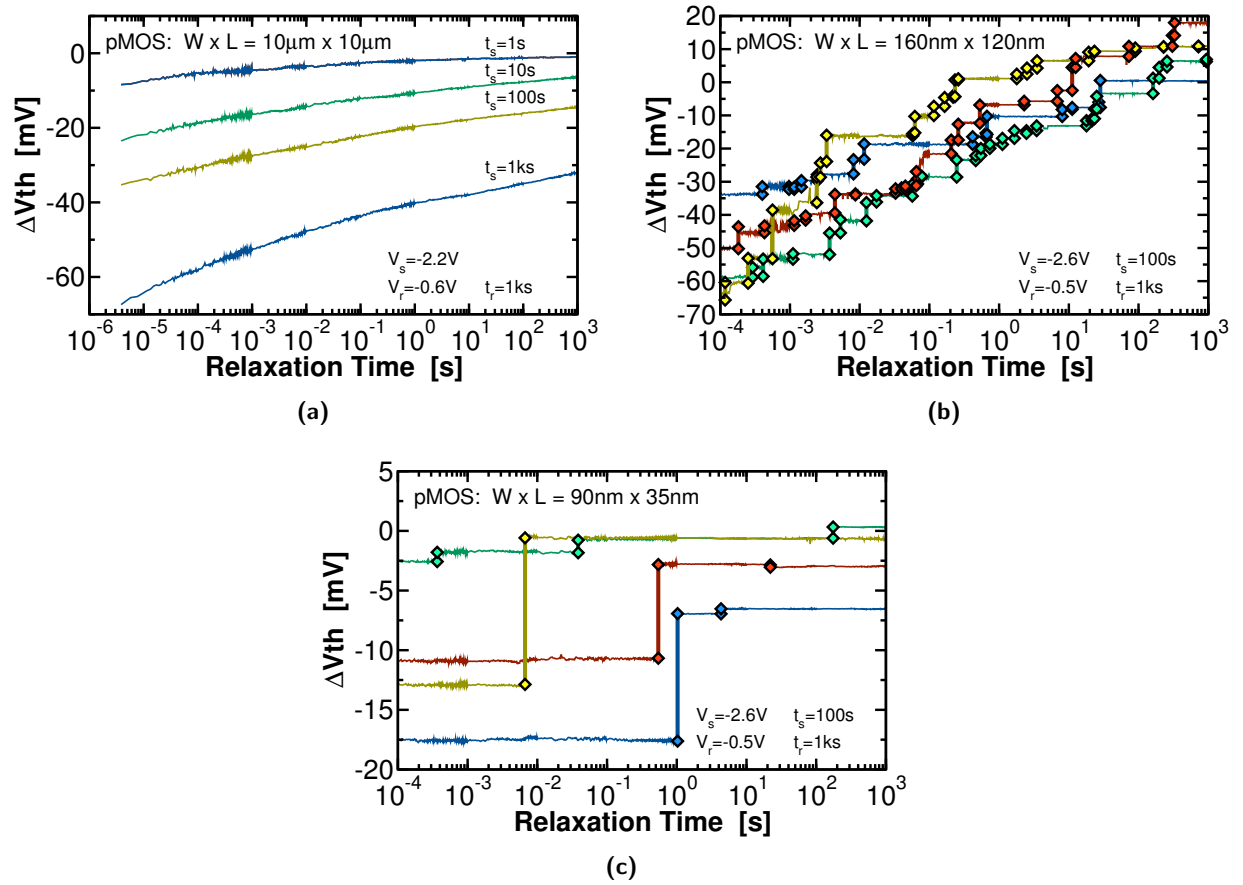 pMOS: W x L = 10μm x 10μm
t_s=1s
t_s=10s
t_s=100s
t_s=1ks
V_s=-2.2V
V_r=-0.6V t_r=1ks
0
-20
-40
-60
ΔVth [mV]
10^-6 10^-5 10^-4 10^-3 10^-2 10^-1 10^0 10^1 10^2 10^3
Relaxation Time [s]
(a)
pMOS: W x L = 160nm x 120nm
20
10
0
-10
-20
-30
-40
-50
-60
-70
ΔVth [mV]
V_s=-2.6V t_s=100s
V_r=-0.5V t_r=1ks
10^-4 10^-3 10^-2 10^-1 10^0 10^1 10^2 10^3
Relaxation Time [s]
(b)
pMOS: W x L = 90nm x 35nm
5
0
-5
-10
-15
-20
ΔVth [mV]
V_s=-2.6V t_s=100s
V_r=-0.5V t_r=1ks
10^-4 10^-3 10^-2 10^-1 10^0 10^1 10^2 10^3
Relaxation Time [s]
(c)